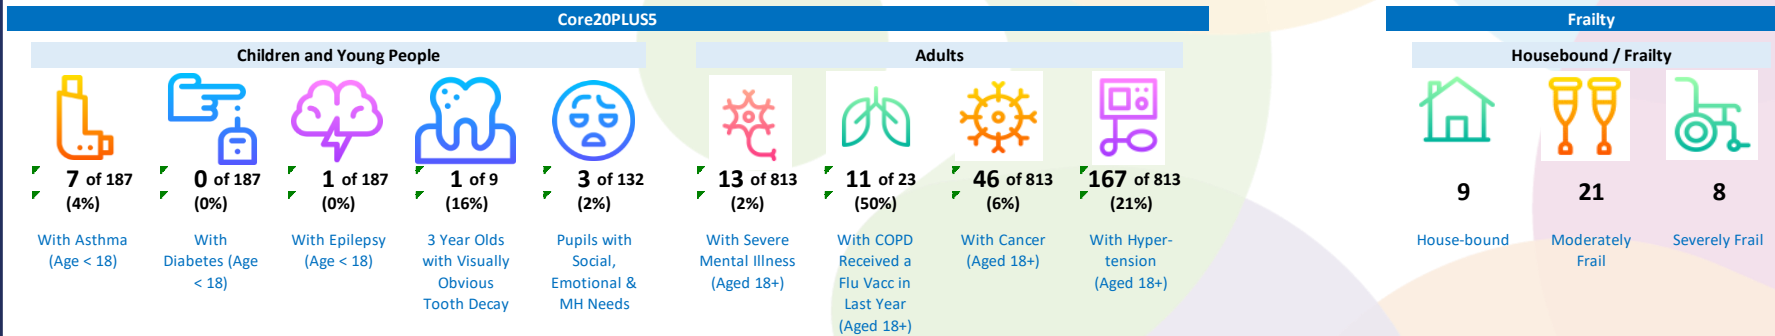 Core20PLUS5
Frailty
Children and Young People
Adults
Housebound / Frailty
7 of 187
(4%)
With Asthma
(Age < 18)
0 of 187
(0%)
With
Diabetes (Age
< 18)
1 of 187
(0%)
With Epilepsy
(Age < 18)
1 of 9
(16%)
3 Year Olds
with Visually
Obvious
Tooth Decay
3 of 132
(2%)
Pupils with
Social,
Emotional &
MH Needs
13 of 813
(2%)
With Severe
Mental Illness
(Aged 18+)
11 of 23
(50%)
With COPD
Received a
Flu Vacc in
Last Year
(Aged 18+)
46 of 813
(6%)
With Cancer
(Aged 18+)
167 of 813
(21%)
With Hyper-
tension
(Aged 18+)
9
House-bound
21
Moderately
Frail
8
Severely Frail